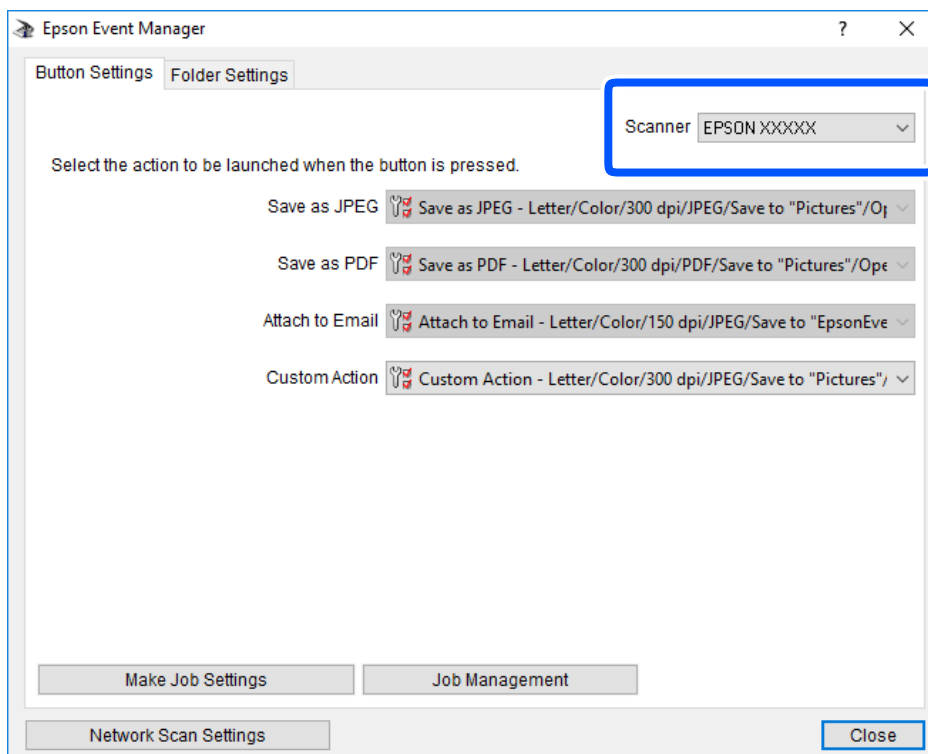 Epson Event Manager
Button Settings Folder Settings
Scanner EPSON XXXXX
Select the action to be launched when the button is pressed.
Save as JPEG Save as JPEG - Letter/Color/300 dpi/JPEG/Save to "Pictures"/Op
Save as PDF Save as PDF - Letter/Color/300 dpi/PDF/Save to "Pictures"/Ope
Attach to Email Attach to Email - Letter/Color/150 dpi/JPEG/Save to "EpsonEve
Custom Action Custom Action - Letter/Color/300 dpi/JPEG/Save to "Pictures"/
Make Job Settings Job Management
Network Scan Settings Close